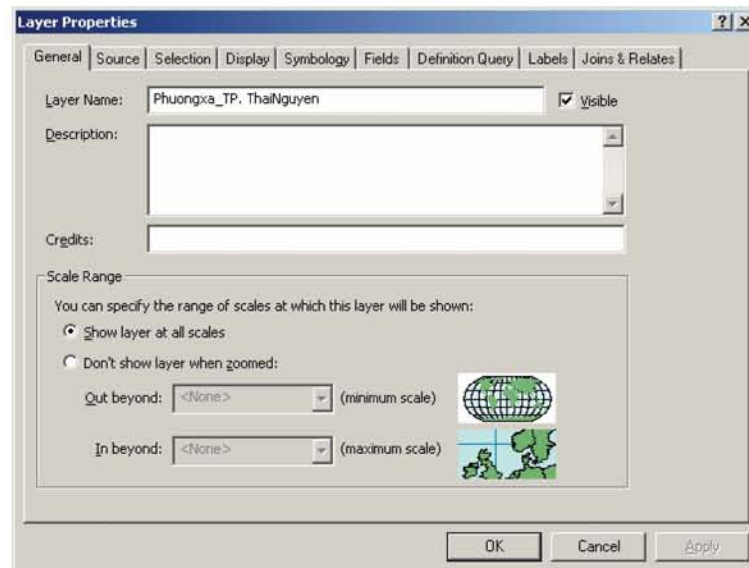 Layer Properties
General Source Selection Display Symbology Fields Definition Query Labels Joins & Relates
Layer Name: Phuongxa_TP. ThaiNguyen Visible
Description:
Credits:
Scale Range
You can specify the range of scales at which this layer will be shown:
Show layer at all scales
Don't show layer when zoomed:
Out beyond: <None> (minimum scale)
In beyond: <None> (maximum scale)
OK Cancel Apply